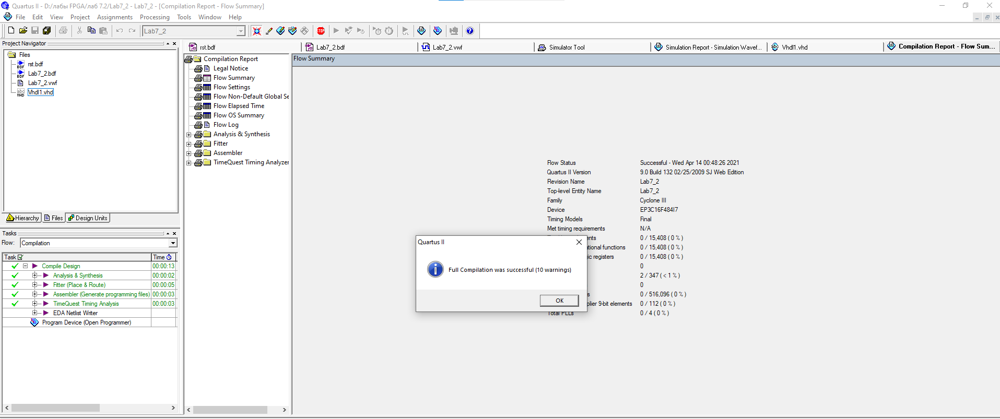 Quartus II - D:/лабы FPGA/лаб 7.2/Lab7_2 - Lab7_2 - [Compilation Report - Flow Summary]
File Edit View Project Assignments Processing Tools Window Help
Lab7_2
STOP
Project Navigator
Files
BDF rst.bdf
BDF Lab7_2.bdf
Lab7_2.vwf
abc VHD Vhdl1.vhd
Hierarchy Files Design Units
Tasks
Flow: Compilation
Task Time
Compile Design 00:00:13
Analysis & Synthesis 00:00:02
Fitter (Place & Route) 00:00:05
Assembler (Generate programming files) 00:00:03
TimeQuest Timing Analysis 00:00:03
EDA Netlist Writer
Program Device (Open Programmer)
rst.bdf Lab7_2.bdf Lab7_2.vwf Simulator Tool Simulation Report - Simulation Wavef... Vhdl1.vhd Compilation Report - Flow Sum...
Compilation Report
Legal Notice
Flow Summary
Flow Settings
Flow Non-Default Global Se
Flow Elapsed Time
Flow OS Summary
Flow Log
Analysis & Synthesis
Fitter
Assembler
TimeQuest Timing Analyzer
Flow Summary
Flow Status Successful - Wed Apr 14 00:48:26 2021
Quartus II Version 9.0 Build 132 02/25/2009 SJ Web Edition
Revision Name Lab7_2
Top-level Entity Name Lab7_2
Family Cyclone III
Device EP3C16F484I7
Timing Models Final
Met timing requirements N/A
ents 0 / 15,408 ( 0 % )
tional functions 0 / 15,408 ( 0 % )
ic registers 0 / 15,408 ( 0 % )
0
2 / 347 ( < 1 % )
0
s 0 / 516,096 ( 0 % )
plier 9-bit elements 0 / 112 ( 0 % )
Total PLLs 0 / 4 ( 0 % )
Quartus II
Full Compilation was successful (10 warnings)
OK